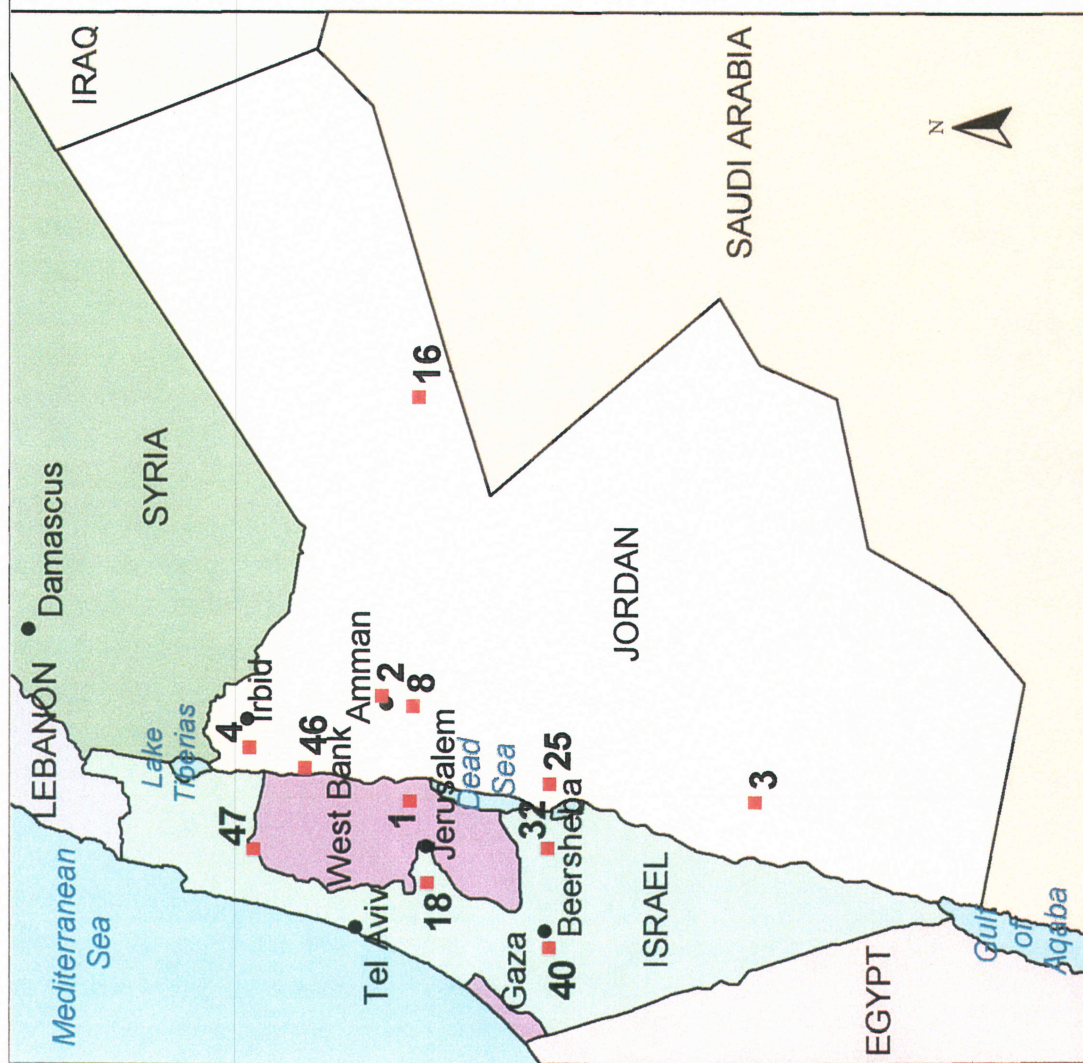 IRAQ
LEBANON
Damascus
SYRIA
Mediterranean
Sea
Lake
Tiberias
4
Irbid
47
46
West Bank
Amman
2
8
16
Tel Aviv
1
Jerusalem
18
Dead
Sea
Gaza
40
Beersheba
32
25
SAUDI ARABIA
N
JORDAN
ISRAEL
3
EGYPT
Gulf
of
Aqaba